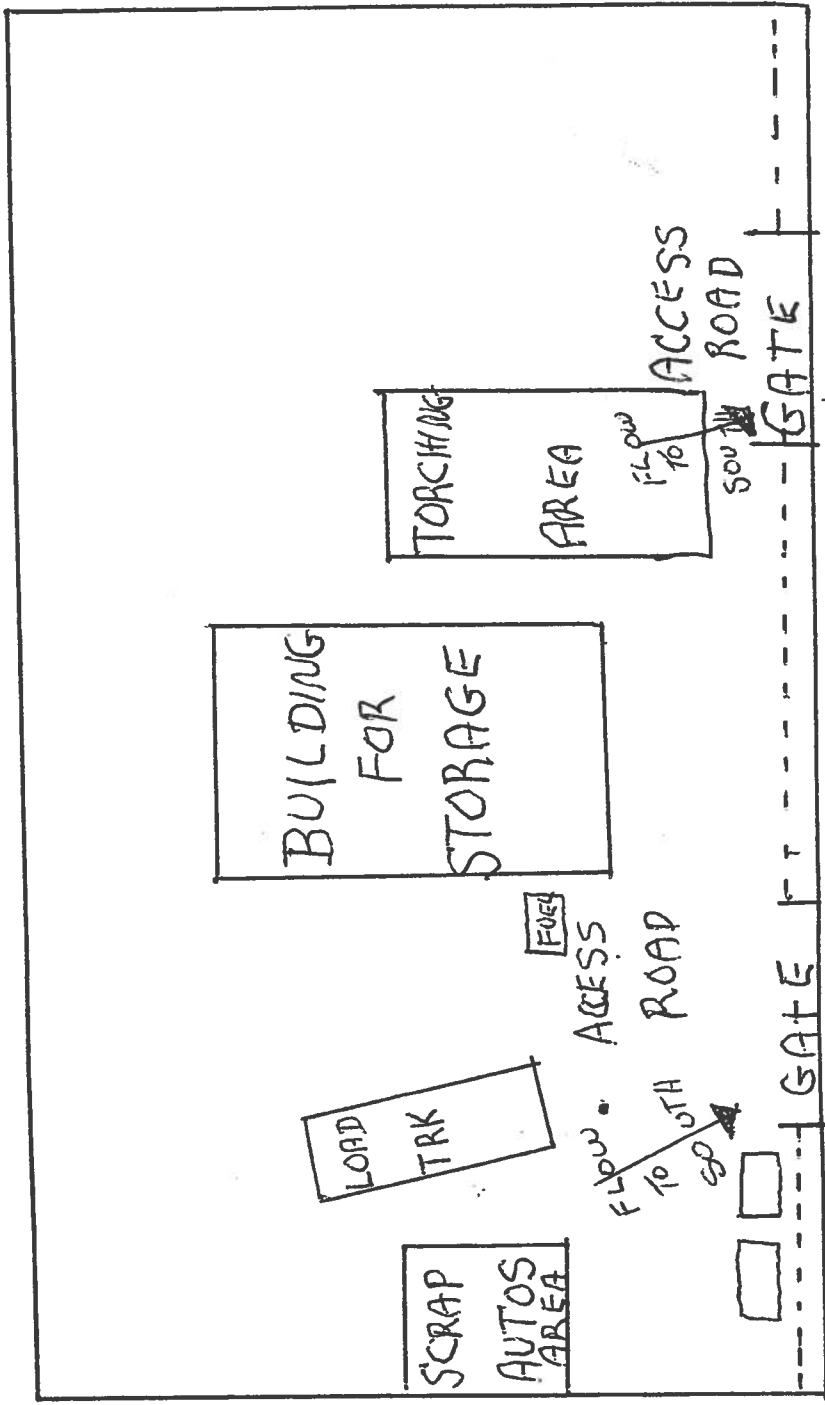 SCRAP
AUTOS
AREA
LOAD
TRK
FLOW
TO
SOUTH
FUEL
ACCESS
ROAD
GATE
BUILDING
FOR
STORAGE
TORCHING
AREA
FLOW
TO
SOUTH
ACCESS
ROAD
GATE